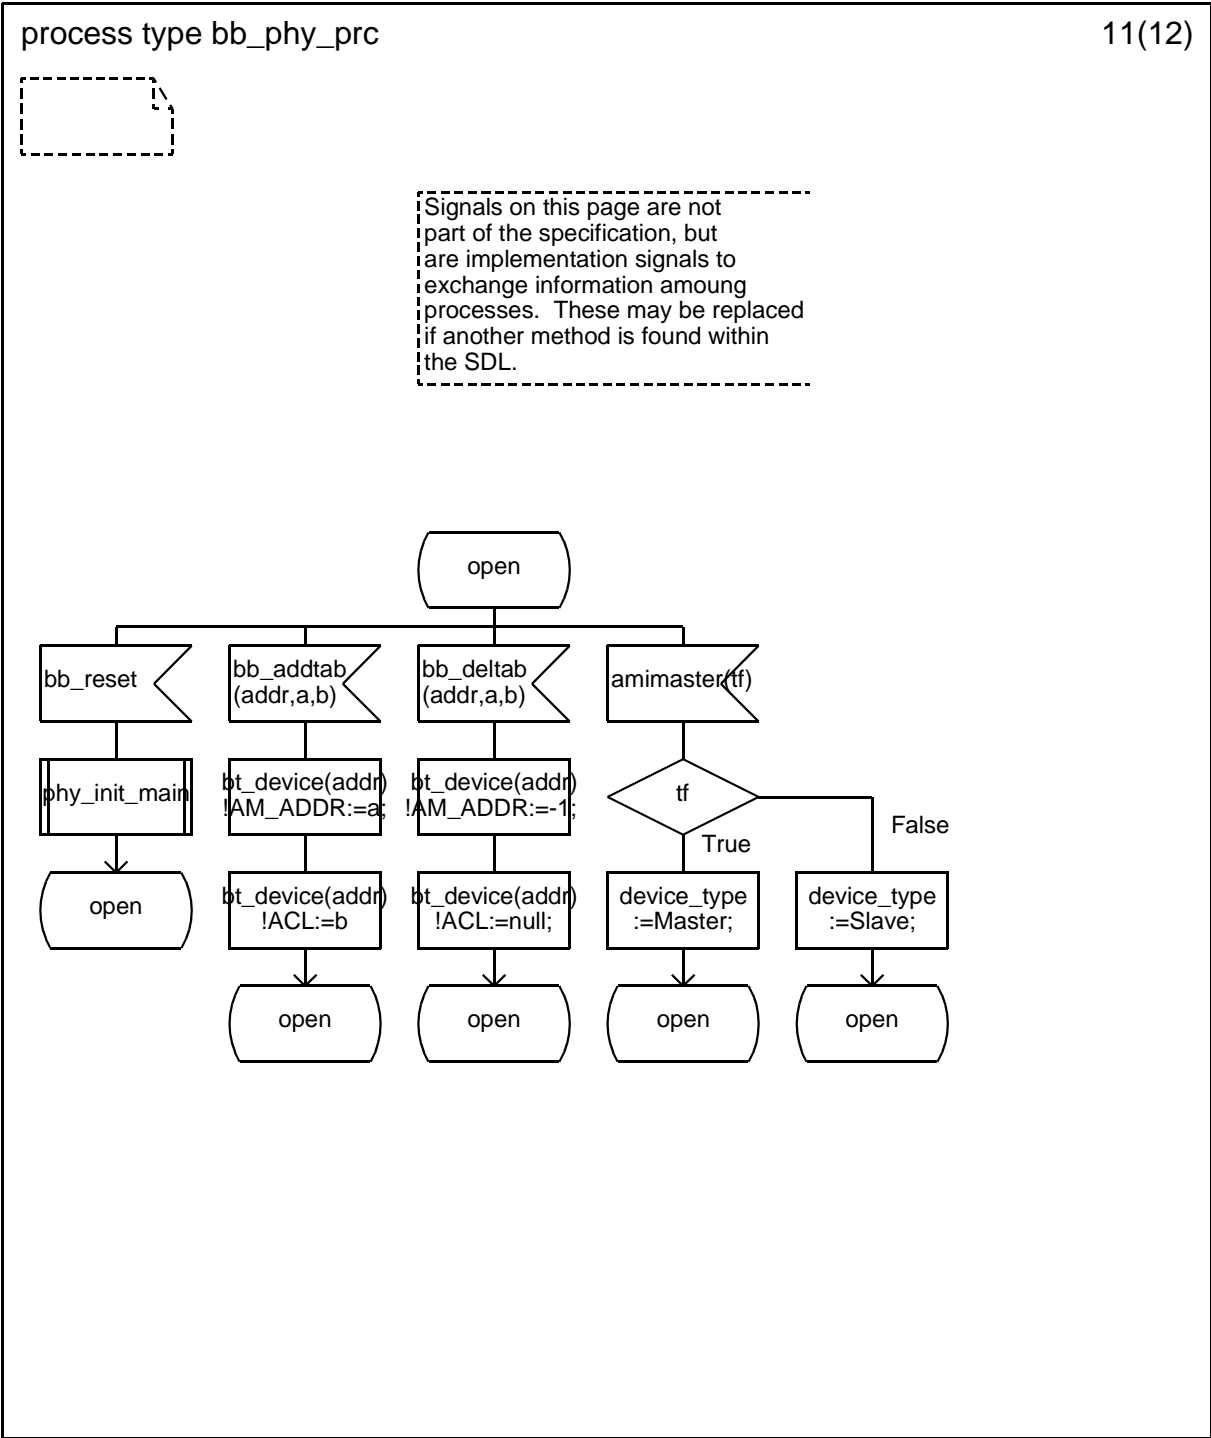 process type bb_phy_prc
11(12)
Signals on this page are not
part of the specification, but
are implementation signals to
exchange information amoung
processes.  These may be replaced
if another method is found within
the SDL.
open
bb_reset
bb_addtab
(addr,a,b)
bb_deltab
(addr,a,b)
amimaster(tf)
phy_init_main
bt_device(addr)
!AM_ADDR:=a;
bt_device(addr)
!AM_ADDR:=-1;
tf
False
True
open
bt_device(addr)
!ACL:=b
bt_device(addr)
!ACL:=null;
device_type
:=Master;
device_type
:=Slave;
open
open
open
open